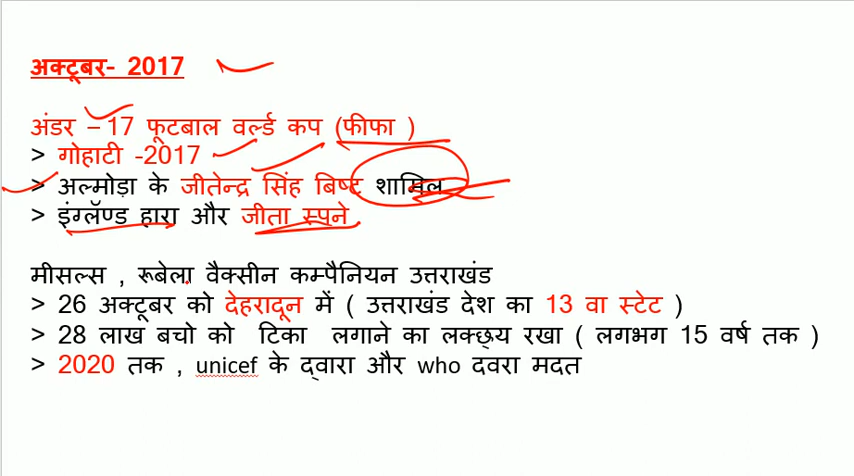 अक्टूबर- 2017
अंडर – 17 फूटबाल वर्ल्ड कप (फीफा )
> गोहाटी -2017
> अल्मोड़ा के जीतेन्द्र सिंह बिष्ट शामिल
> इंग्लॅण्ड हारा और जीता स्पने
मीसल्स , रूबेला वैक्सीन कम्पैनियन उत्तराखंड
> 26 अक्टूबर को देहरादून में ( उत्तराखंड देश का 13 वा स्टेट )
> 28 लाख बचो को टिका लगाने का लक्छ्य रखा ( लगभग 15 वर्ष तक )
> 2020 तक , unicef के द्वारा और who दवरा मदत